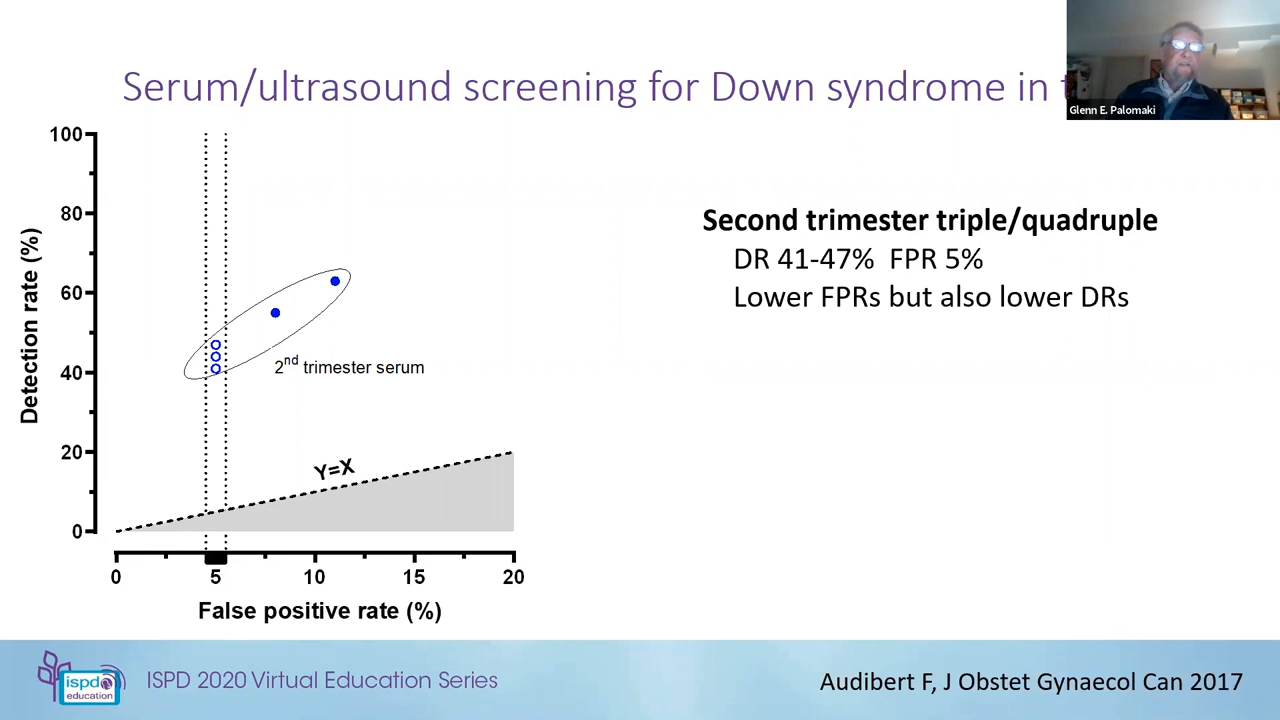 Serum/ultrasound screening for Down syndrome in
Glenn E. Palomaki
100
80
60
40
20
0
Detection rate (%)
2nd trimester serum
Y=X
0 5 10 15 20
False positive rate (%)
Second trimester triple/quadruple
DR 41-47% FPR 5%
Lower FPRs but also lower DRs
ispd
education
ISPD 2020 Virtual Education Series
Audibert F, J Obstet Gynaecol Can 2017